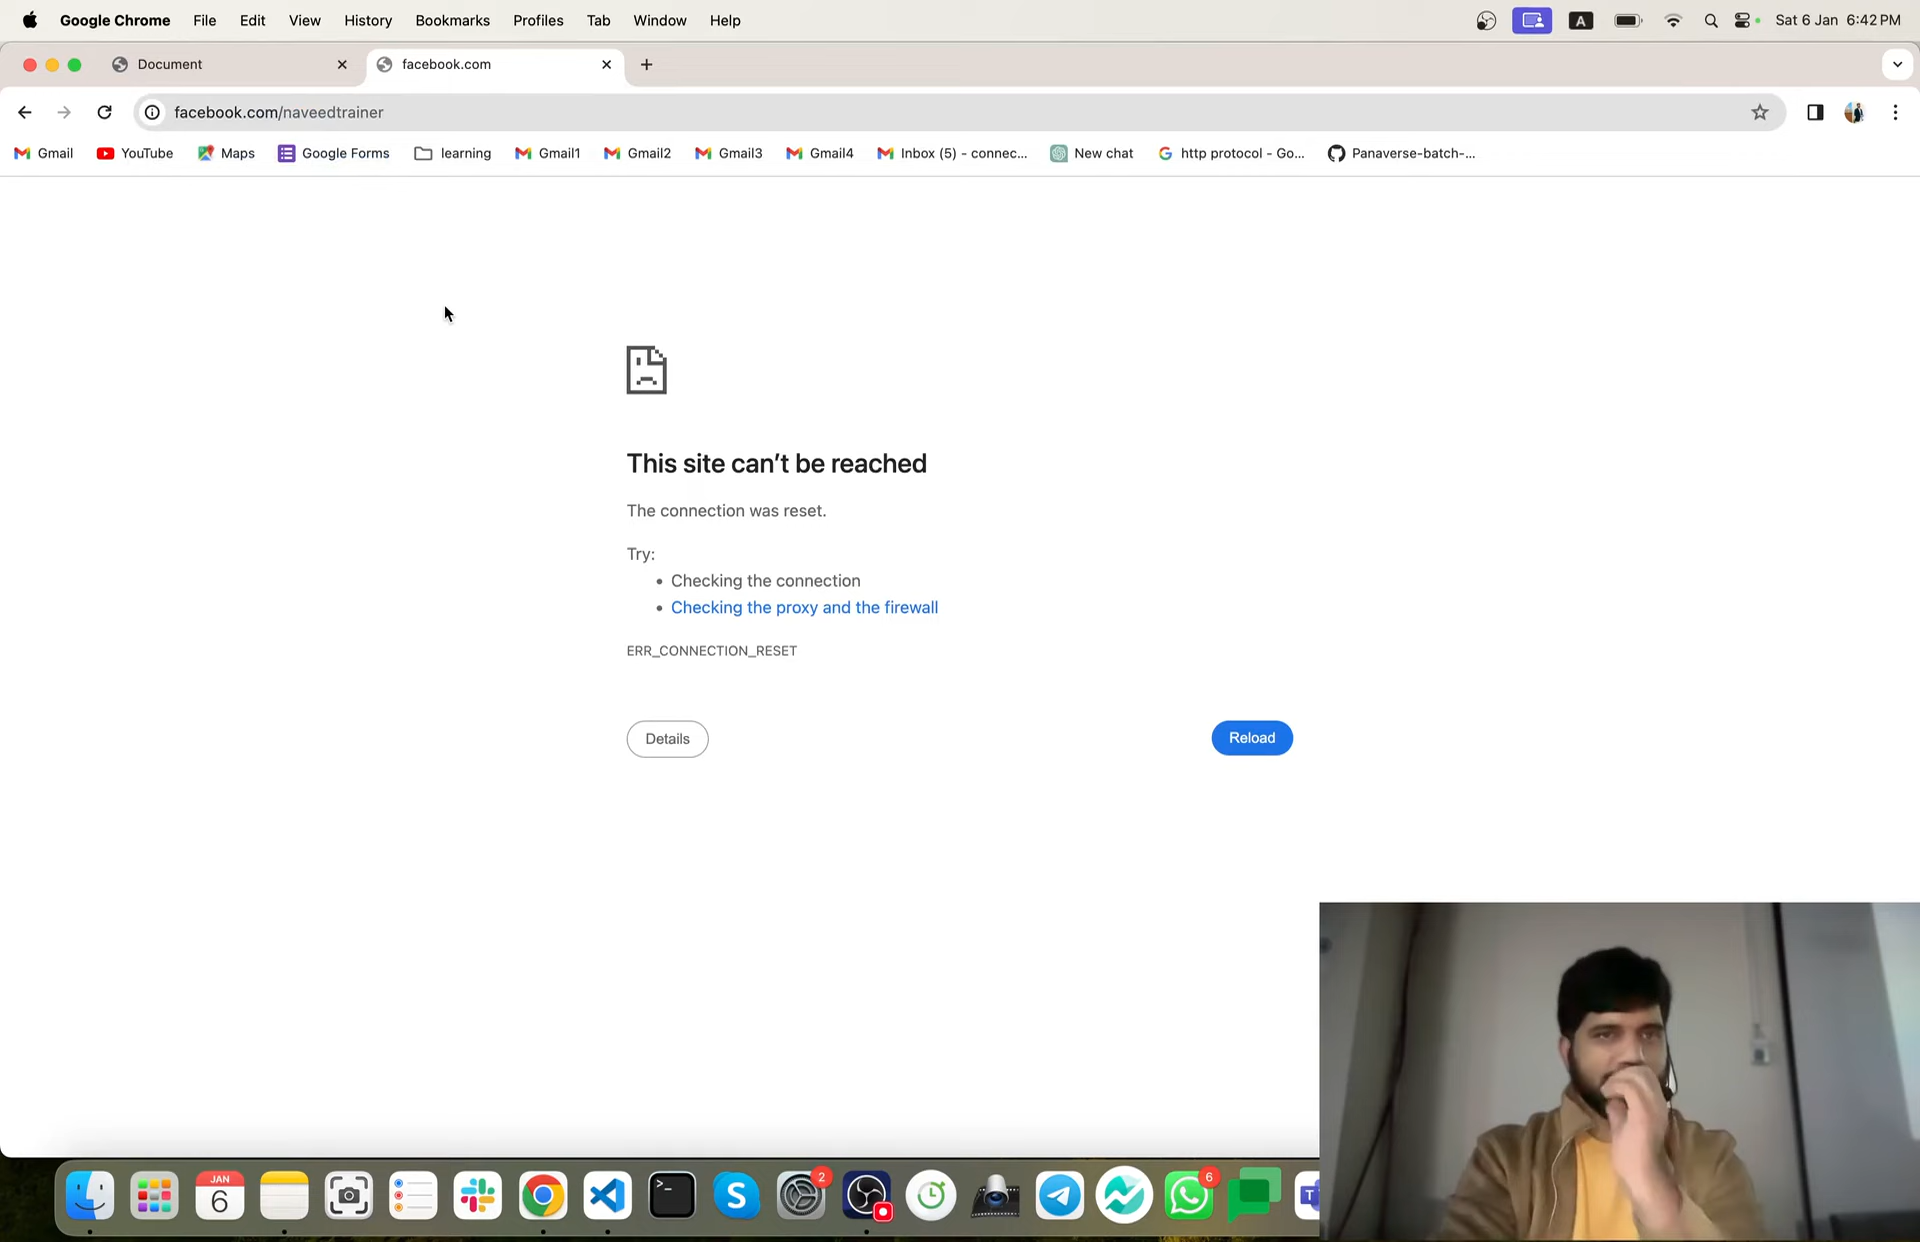 Google Chrome File Edit View History Bookmarks Profiles Tab Window Help A Sat 6 Jan 6:42 PM
Document facebook.com
facebook.com/naveedtrainer
Gmail YouTube Maps Google Forms learning Gmail1 Gmail2 Gmail3 Gmail4 Inbox (5) - connec... New chat http protocol - Go... Panaverse-batch-...
This site can't be reached
The connection was reset.
Try:
Checking the connection
Checking the proxy and the firewall
ERR_CONNECTION_RESET
Details Reload
JAN 2 6
6 >_ S T